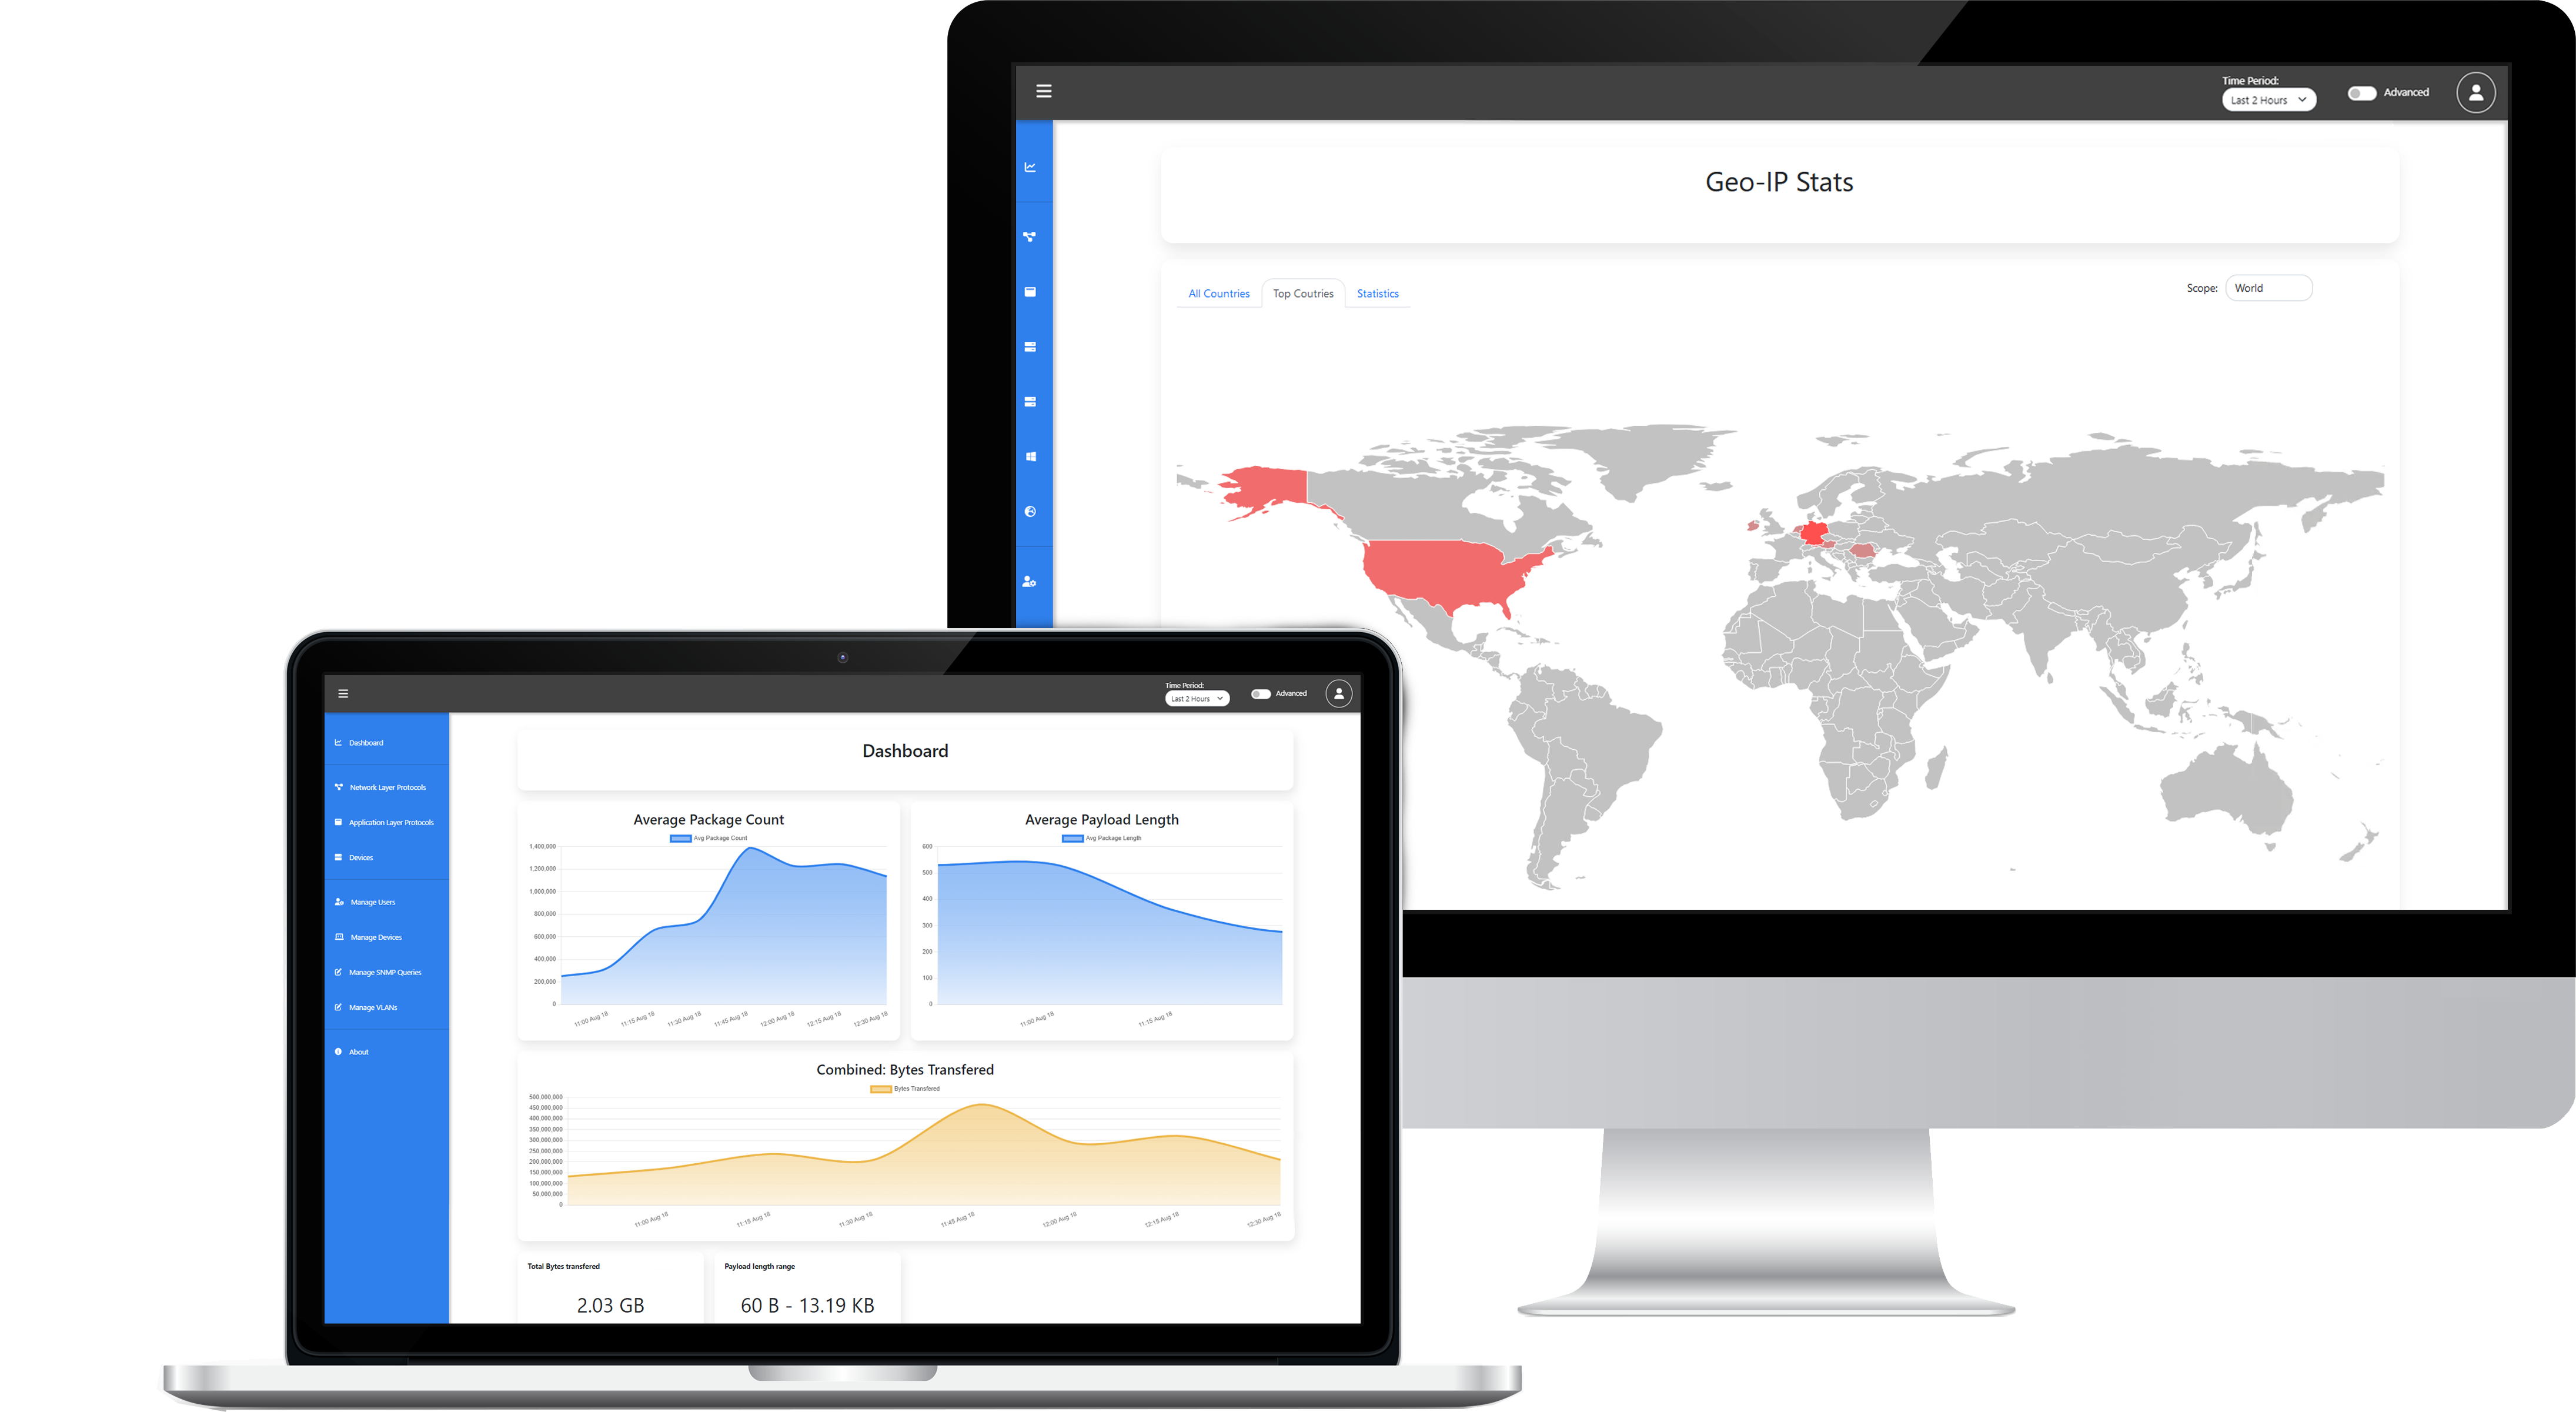 Time Period:
Last 2 Hours
Advanced
Geo-IP Stats
All Countries
Top Coutries
Statistics
Scope:
World
Time Period:
Last 2 Hours
Advanced
Dashboard
Network Layer Protocols
Application Layer Protocols
Devices
Manage Users
Manage Devices
Manage SNMP Queries
Manage VLANs
About
Dashboard
Average Package Count
Avg Package Count
1,400,000
1,200,000
1,000,000
800,000
600,000
400,000
200,000
0
11:00 Aug 18
11:15 Aug 18
11:30 Aug 18
11:45 Aug 18
12:00 Aug 18
12:15 Aug 18
12:30 Aug 18
Average Payload Length
Avg Package Length
600
500
400
300
200
100
0
11:00 Aug 18
11:15 Aug 18
Combined: Bytes Transfered
Bytes Transfered
500,000,000
450,000,000
400,000,000
350,000,000
300,000,000
250,000,000
200,000,000
150,000,000
100,000,000
50,000,000
0
11:00 Aug 18
11:15 Aug 18
11:30 Aug 18
11:45 Aug 18
12:00 Aug 18
12:15 Aug 18
12:30 Aug 18
Total Bytes transfered
2.03 GB
Payload length range
60 B - 13.19 KB